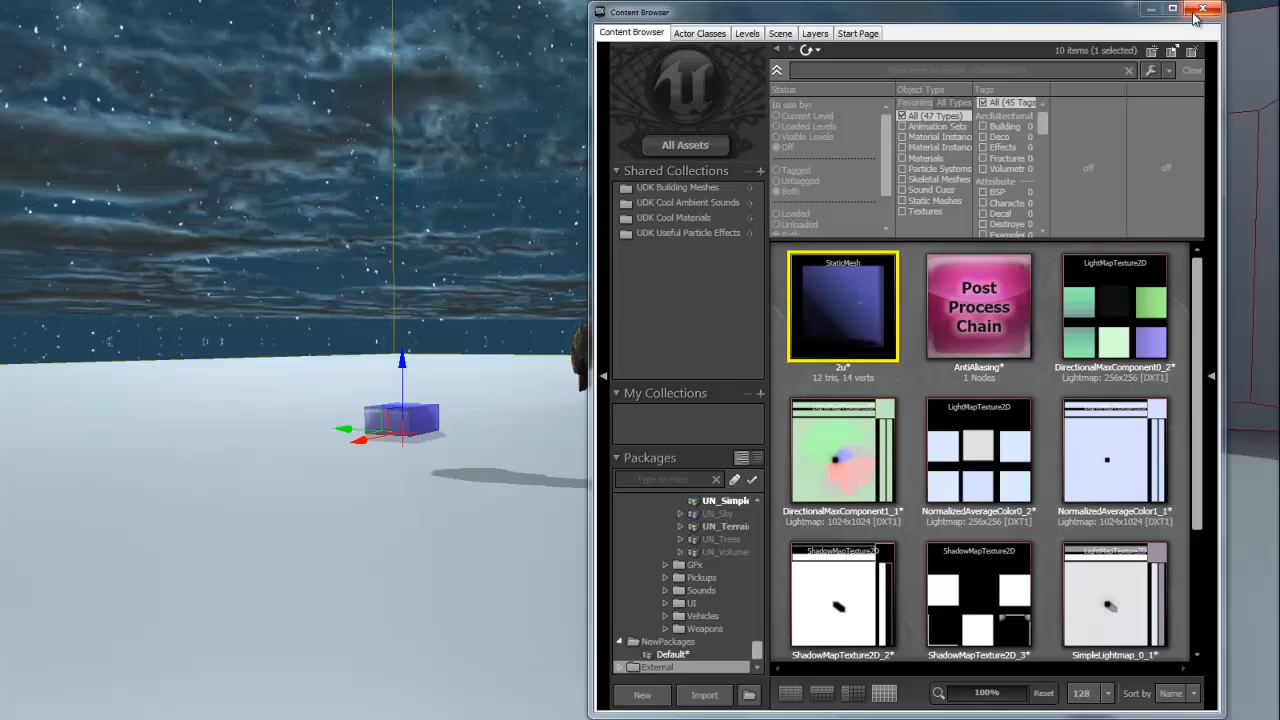 Content Browser
Content Browser
Actor Classes
Levels
Scene
Layers
Start Page
10 items (1 selected)
Clear
All Assets
Status
In use by:
Current Level
Loaded Levels
Visible Levels
Off
Tagged
Untagged
Both
Loaded
Unloaded
Both
Object Type
Favorites All Types
All (47 Types)
Animation Sets
Material Instanc
Material Instanc
Materials
Particle Systems
Skeletal Meshes
Sound Cues
Static Meshes
Textures
Tags
All (45 Tags
Architectural
Building 0
Deco 0
Effects 0
Fractures 0
Volumetr 0
Attribute
BSP 0
Characte 0
Decal 0
Destroye 0
Example 0
off
off
Shared Collections
UDK Building Meshes
UDK Cool Ambient Sounds
UDK Cool Materials
UDK Useful Particle Effects
My Collections
Packages
UN_Simple
UN_Sky
UN_Terrai
UN_Trees
UN_Volume
GFx
Pickups
Sounds
UI
Vehicles
Weapons
NewPackages
Default*
External
New
Import
StaticMesh
2u*
12 tris, 14 verts
Post
Process
Chain
AntiAliasing*
1 Nodes
LightMapTexture2D
DirectionalMaxComponent0_2*
Lightmap: 256x256 [DXT1]
LightMapTexture2D
DirectionalMaxComponent1_1*
Lightmap: 1024x1024 [DXT1]
LightMapTexture2D
NormalizedAverageColor0_2*
Lightmap: 256x256 [DXT1]
LightMapTexture2D
NormalizedAverageColor1_1*
Lightmap: 1024x1024 [DXT1]
ShadowMapTexture2D
ShadowMapTexture2D_2*
ShadowMapTexture2D
ShadowMapTexture2D_3*
LightMapTexture2D
SimpleLightmap_0_1*
100%
Reset
128
Sort by
Name